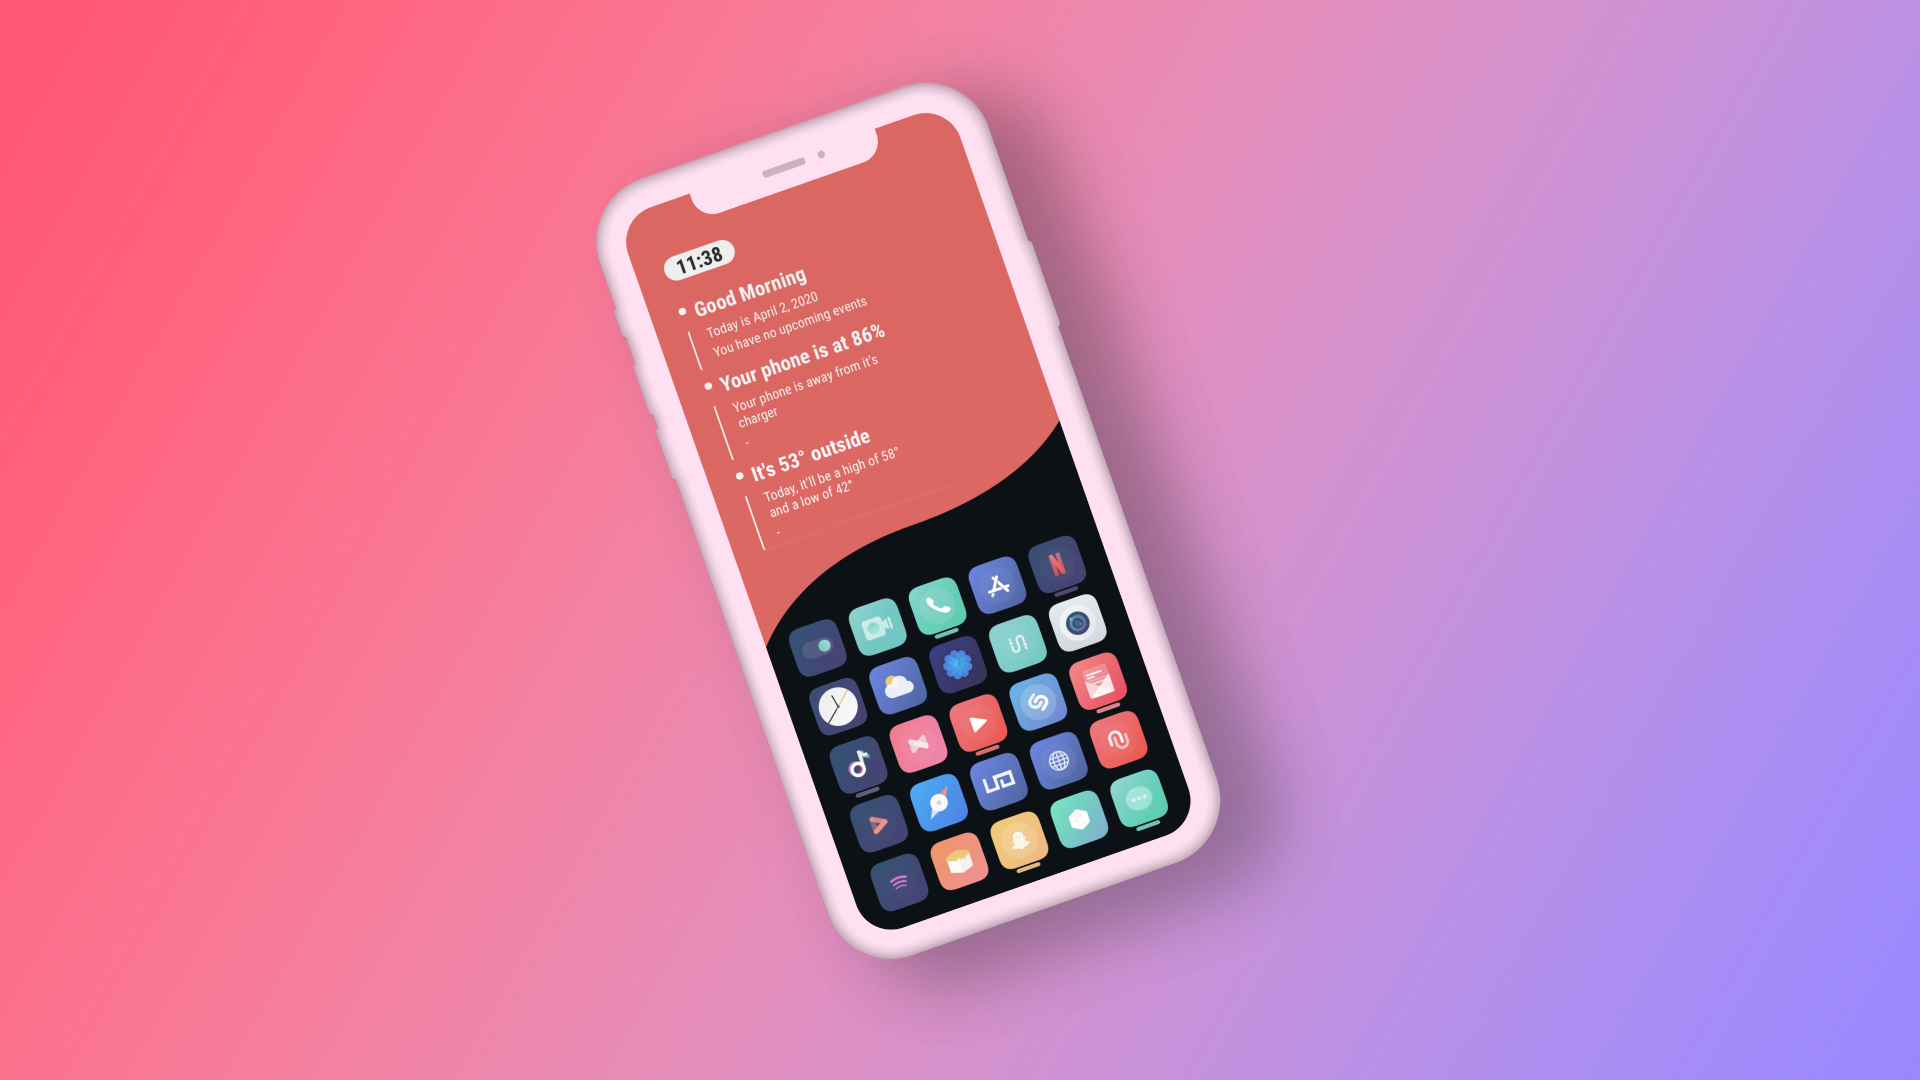 11:38
Good Morning
Today is April 2, 2020
You have no upcoming events
Your phone is at 86%
Your phone is away from it's
charger
-
It's 53° outside
Today, it'll be a high of 58°
and a low of 42°
-
N